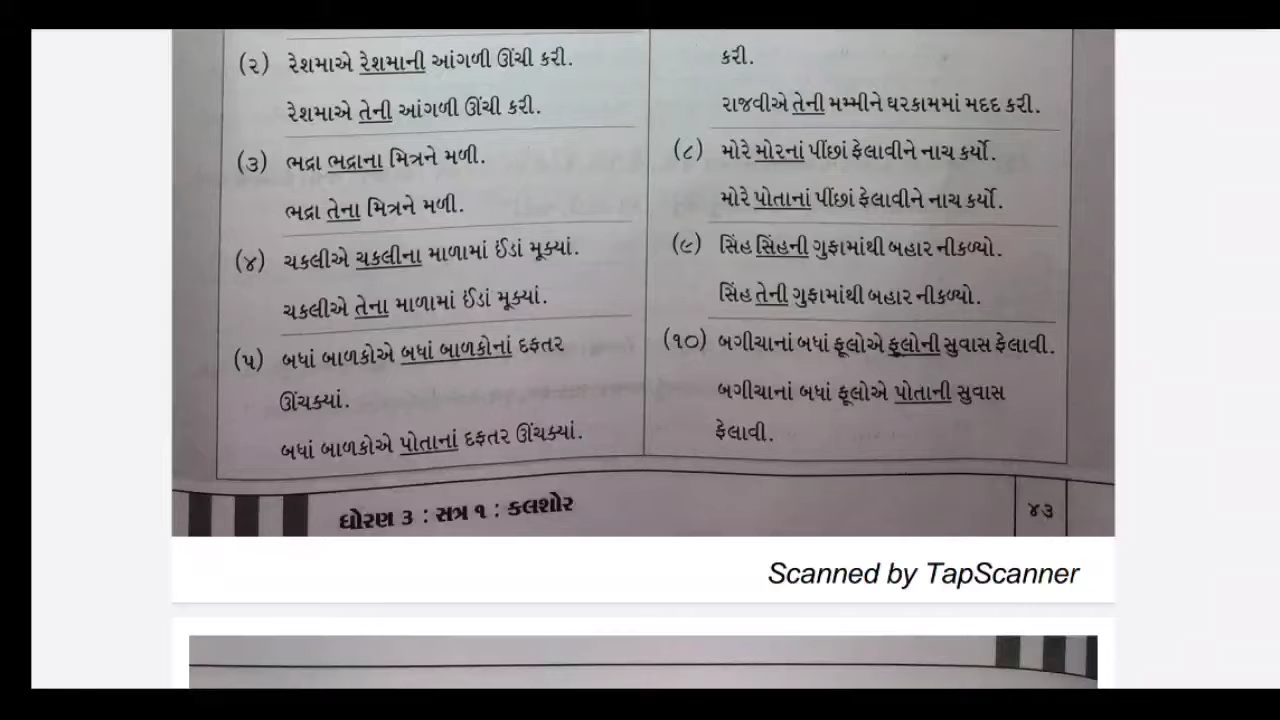 (૨) રેશમાએ રેશમાની આંગળી ઊંચી કરી.
રેશમાએ તેની આંગળી ઊંચી કરી.
(૩) ભદ્રા ભદ્રાના મિત્રને મળી.
ભદ્રા તેના મિત્રને મળી.
(૪) ચકલીએ ચકલીના માળામાં ઈંડાં મૂક્યાં.
ચકલીએ તેના માળામાં ઈંડાં મૂક્યાં.
(૫) બધાં બાળકોએ બધાં બાળકોનાં દફતર
ઊંચક્યાં.
બધાં બાળકોએ પોતાનાં દફતર ઊંચક્યાં.
કરી.
રાજવીએ તેની મમ્મીને ઘરકામમાં મદદ કરી.
(૮) મોરે મોરનાં પીંછાં ફેલાવીને નાચ કર્યો.
મોરે પોતાનાં પીંછાં ફેલાવીને નાચ કર્યો.
(૯) સિંહ સિંહની ગુફામાંથી બહાર નીકળ્યો.
સિંહ તેની ગુફામાંથી બહાર નીકળ્યો.
(૧૦) બગીચાનાં બધાં ફૂલોએ ફૂલોની સુવાસ ફેલાવી.
બગીચાનાં બધાં ફૂલોએ પોતાની સુવાસ
ફેલાવી.
ધોરણ ૩ : સત્ર ૧ : કલશોર
૪૩
Scanned by TapScanner